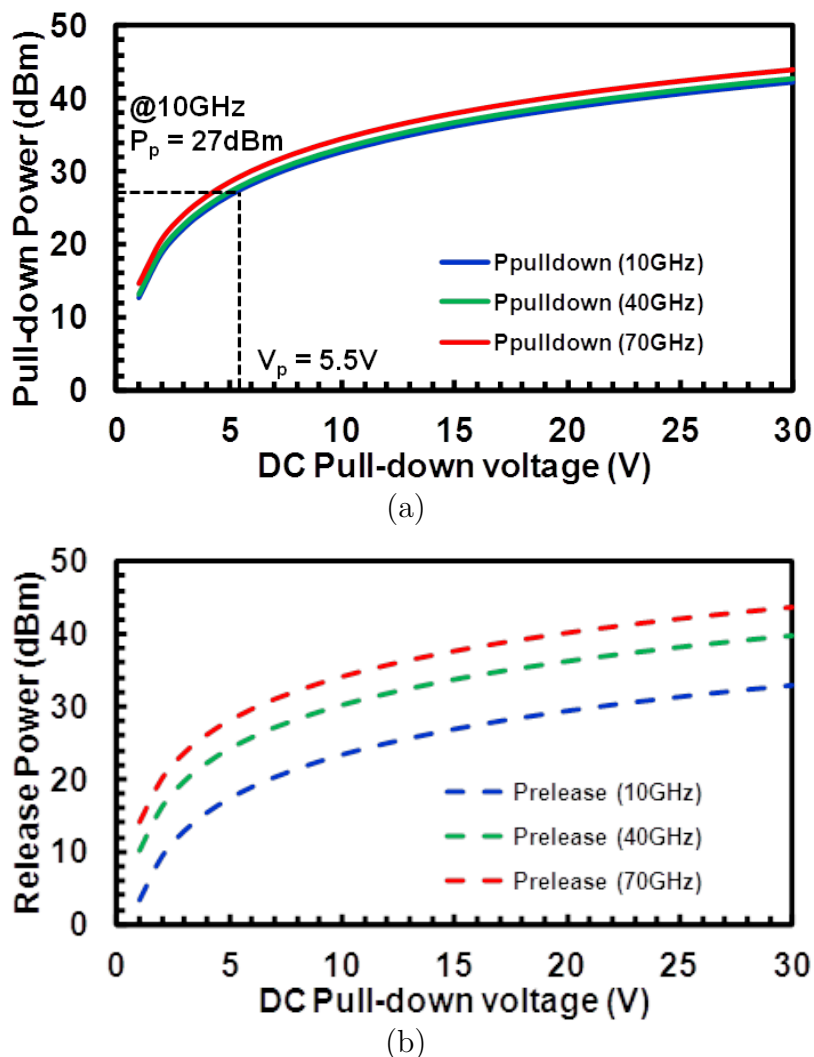 50
40
30
20
10
0
Pull-down Power (dBm)
@10GHz
P_p = 27dBm
Ppulldown (10GHz)
Ppulldown (40GHz)
Ppulldown (70GHz)
V_p = 5.5V
0 5 10 15 20 25 30
DC Pull-down voltage (V)
(a)
50
40
30
20
10
0
Release Power (dBm)
Prelease (10GHz)
Prelease (40GHz)
Prelease (70GHz)
0 5 10 15 20 25 30
DC Pull-down voltage (V)
(b)